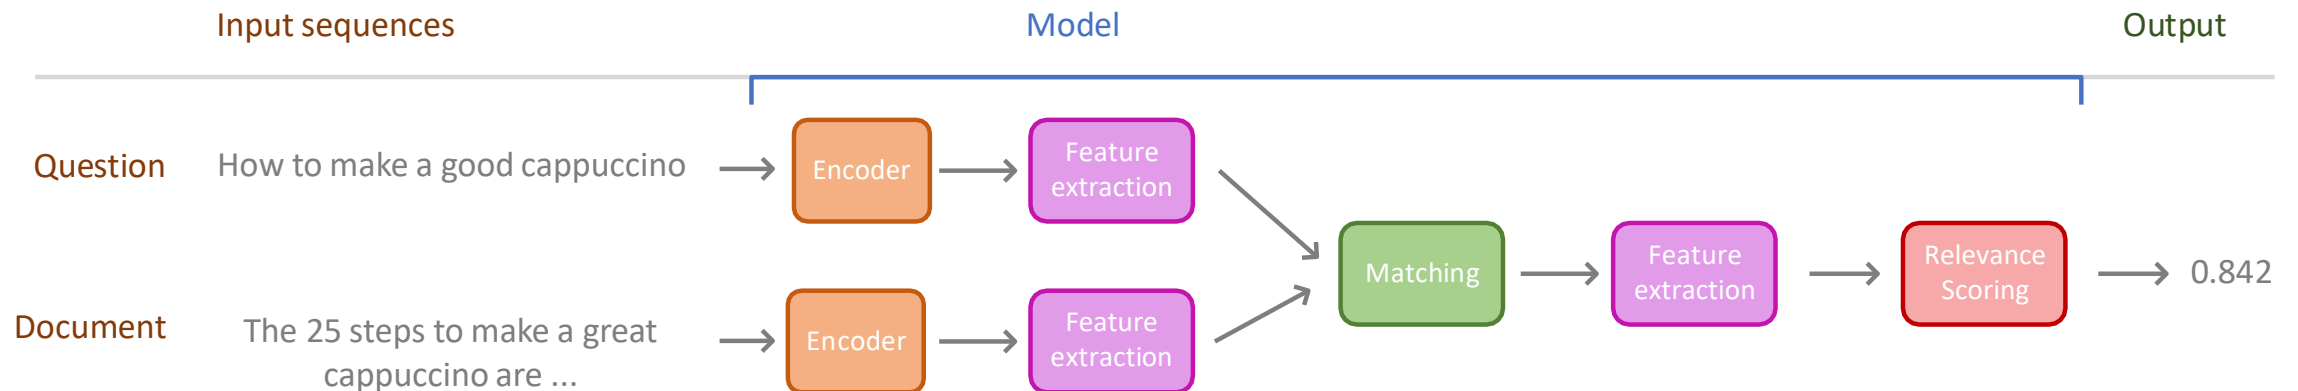 Input sequences
Model
Output
Question
How to make a good cappuccino
Encoder
Feature
extraction
Document
The 25 steps to make a great
cappuccino are ...
Encoder
Feature
extraction
Matching
Feature
extraction
Relevance
Scoring
0.842